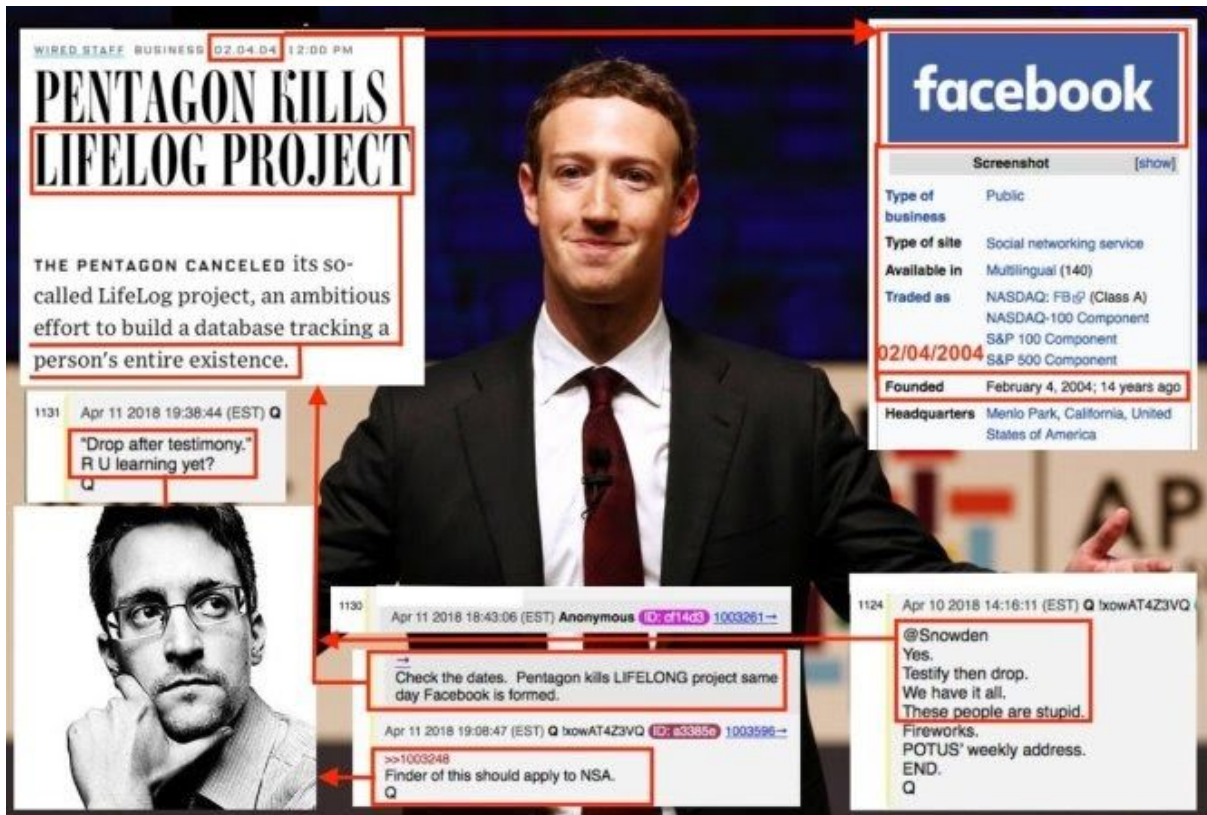 WIRED STAFF BUSINESS 02.04.04 12:00 PM
PENTAGON KILLS
LIFELOG PROJECT
THE PENTAGON CANCELED its so-
called LifeLog project, an ambitious
effort to build a database tracking a
person's entire existence.
facebook
Screenshot [show]
Type of business Public
Type of site Social networking service
Available in Multilingual (140)
Traded as NASDAQ: FB (Class A)
NASDAQ-100 Component
S&P 100 Component
02/04/2004 S&P 500 Component
Founded February 4, 2004; 14 years ago
Headquarters Menlo Park, California, United
States of America
1131 Apr 11 2018 19:38:44 (EST) Q
"Drop after testimony."
R U learning yet?
Q
AP
1130 Apr 11 2018 18:43:06 (EST) Anonymous ID: cf14d3 1003261→
→
Check the dates. Pentagon kills LIFELONG project same
day Facebook is formed.
Apr 11 2018 19:08:47 (EST) Q !xowAT4Z3VQ ID: a3385e 1003596→
>>1003248
Finder of this should apply to NSA.
Q
1124 Apr 10 2018 14:16:11 (EST) Q !xowAT4Z3VQ
@Snowden
Yes.
Testify then drop.
We have it all.
These people are stupid.
Fireworks.
POTUS' weekly address.
END.
Q